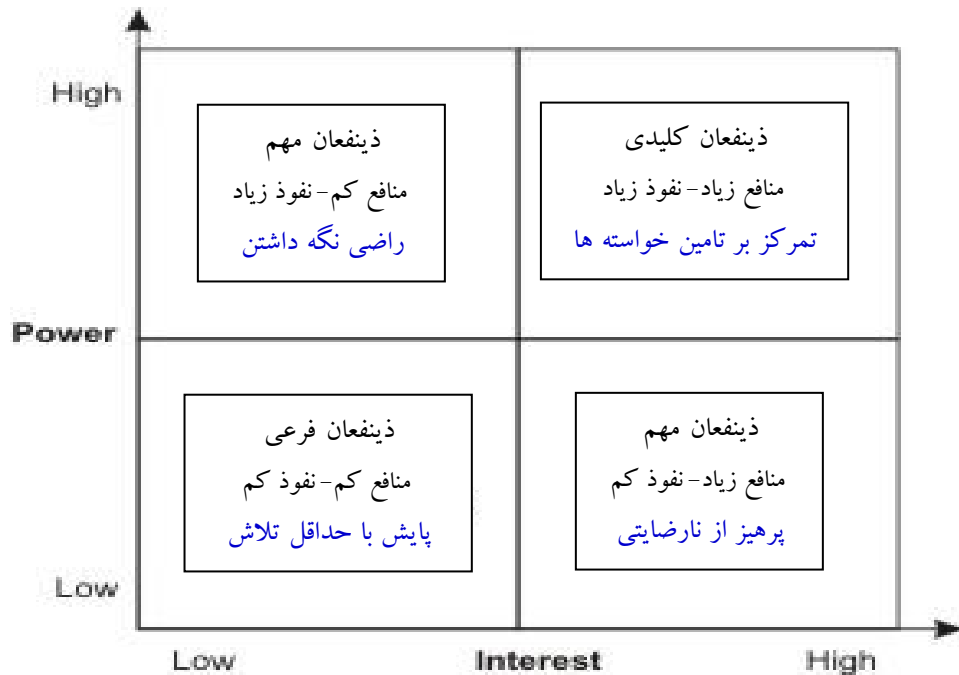 High
ذینفعان مهم
منافع کم-نفوذ زیاد
راضی نگه داشتن
ذینفعان کلیدی
منافع زیاد-نفوذ زیاد
تمرکز بر تامین خواسته ها
Power
ذینفعان فرعی
منافع کم-نفوذ کم
پایش با حداقل تلاش
ذینفعان مهم
منافع زیاد-نفوذ کم
پرهیز از نارضایتی
Low
Low
Interest
High